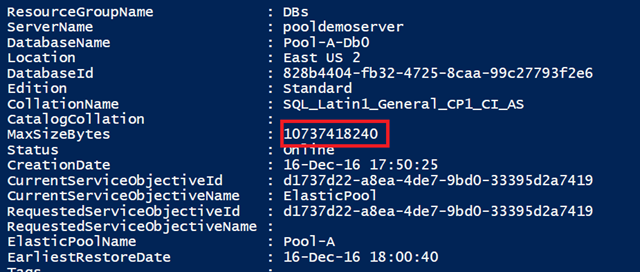 ResourceGroupName : DBs
ServerName : pooldemoserver
DatabaseName : Pool-A-Db0
Location : East US 2
DatabaseId : 828b4404-fb32-4725-8caa-99c27793f2e6
Edition : Standard
CollationName : SQL_Latin1_General_CP1_CI_AS
CatalogCollation :
MaxSizeBytes : 10737418240
Status : Online
CreationDate : 16-Dec-16 17:50:25
CurrentServiceObjectiveId : d1737d22-a8ea-4de7-9bd0-33395d2a7419
CurrentServiceObjectiveName : ElasticPool
RequestedServiceObjectiveId : d1737d22-a8ea-4de7-9bd0-33395d2a7419
RequestedServiceObjectiveName :
ElasticPoolName : Pool-A
EarliestRestoreDate : 16-Dec-16 18:00:40
Tags :